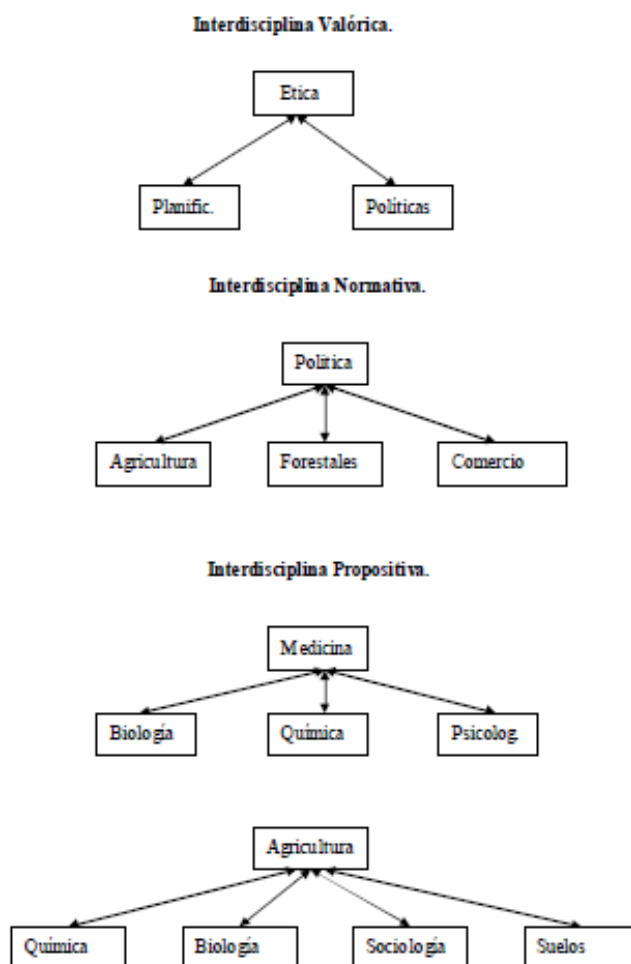 Interdisciplina Valórica.
Etica
Planific.
Políticas
Interdisciplina Normativa.
Política
Agricultura
Forestales
Comercio
Interdisciplina Propositiva.
Medicina
Biología
Química
Psicolog.
Agricultura
Química
Biología
Sociología
Suelos